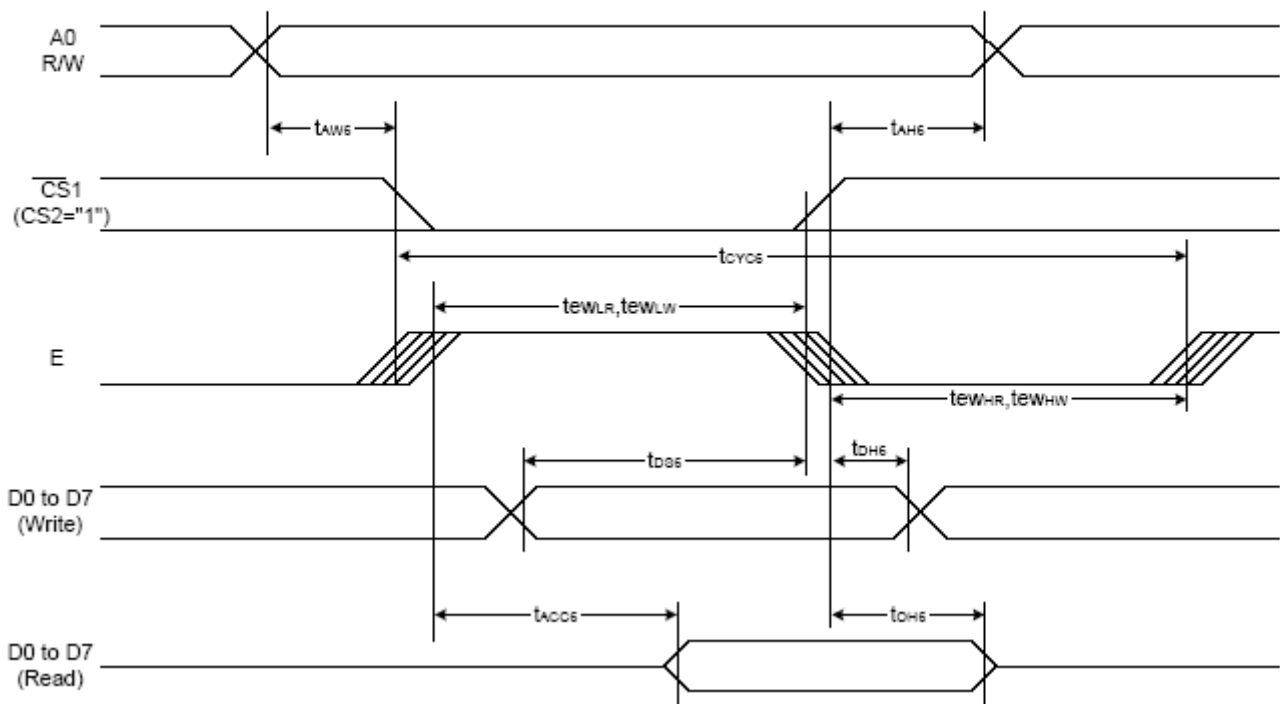 A0
R/W
tAW6
tAH6
CS1
(CS2="1")
tCYC6
tewLR,tewLW
E
tewHR,tewHW
tDS6
tDH6
D0 to D7
(Write)
tACC6
tOH6
D0 to D7
(Read)